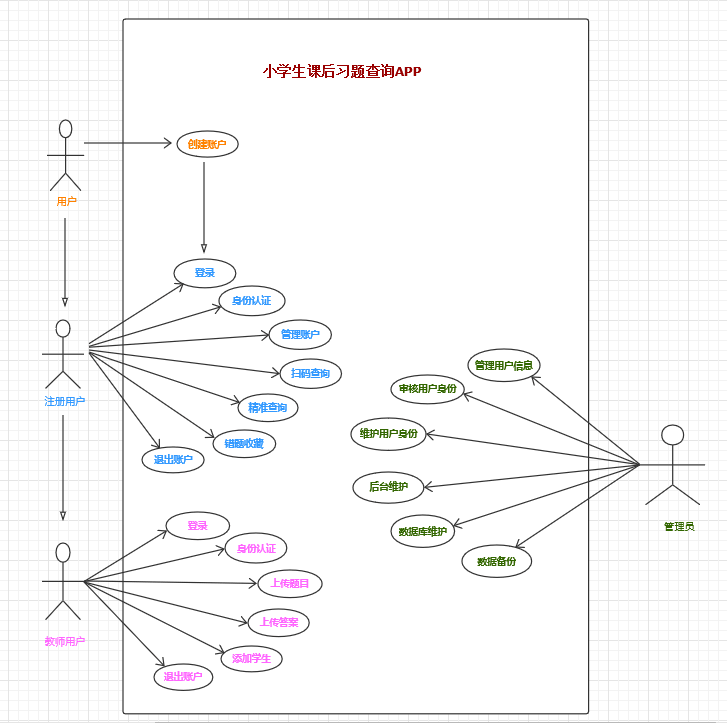 小学生课后习题查询APP
创建账户
用户
登录
身份认证
管理账户
扫码查询
精准查询
错题收藏
退出账户
注册用户
管理用户信息
审核用户身份
维护用户身份
后台维护
数据库维护
数据备份
管理员
登录
身份认证
上传题目
上传答案
添加学生
退出账户
教师用户